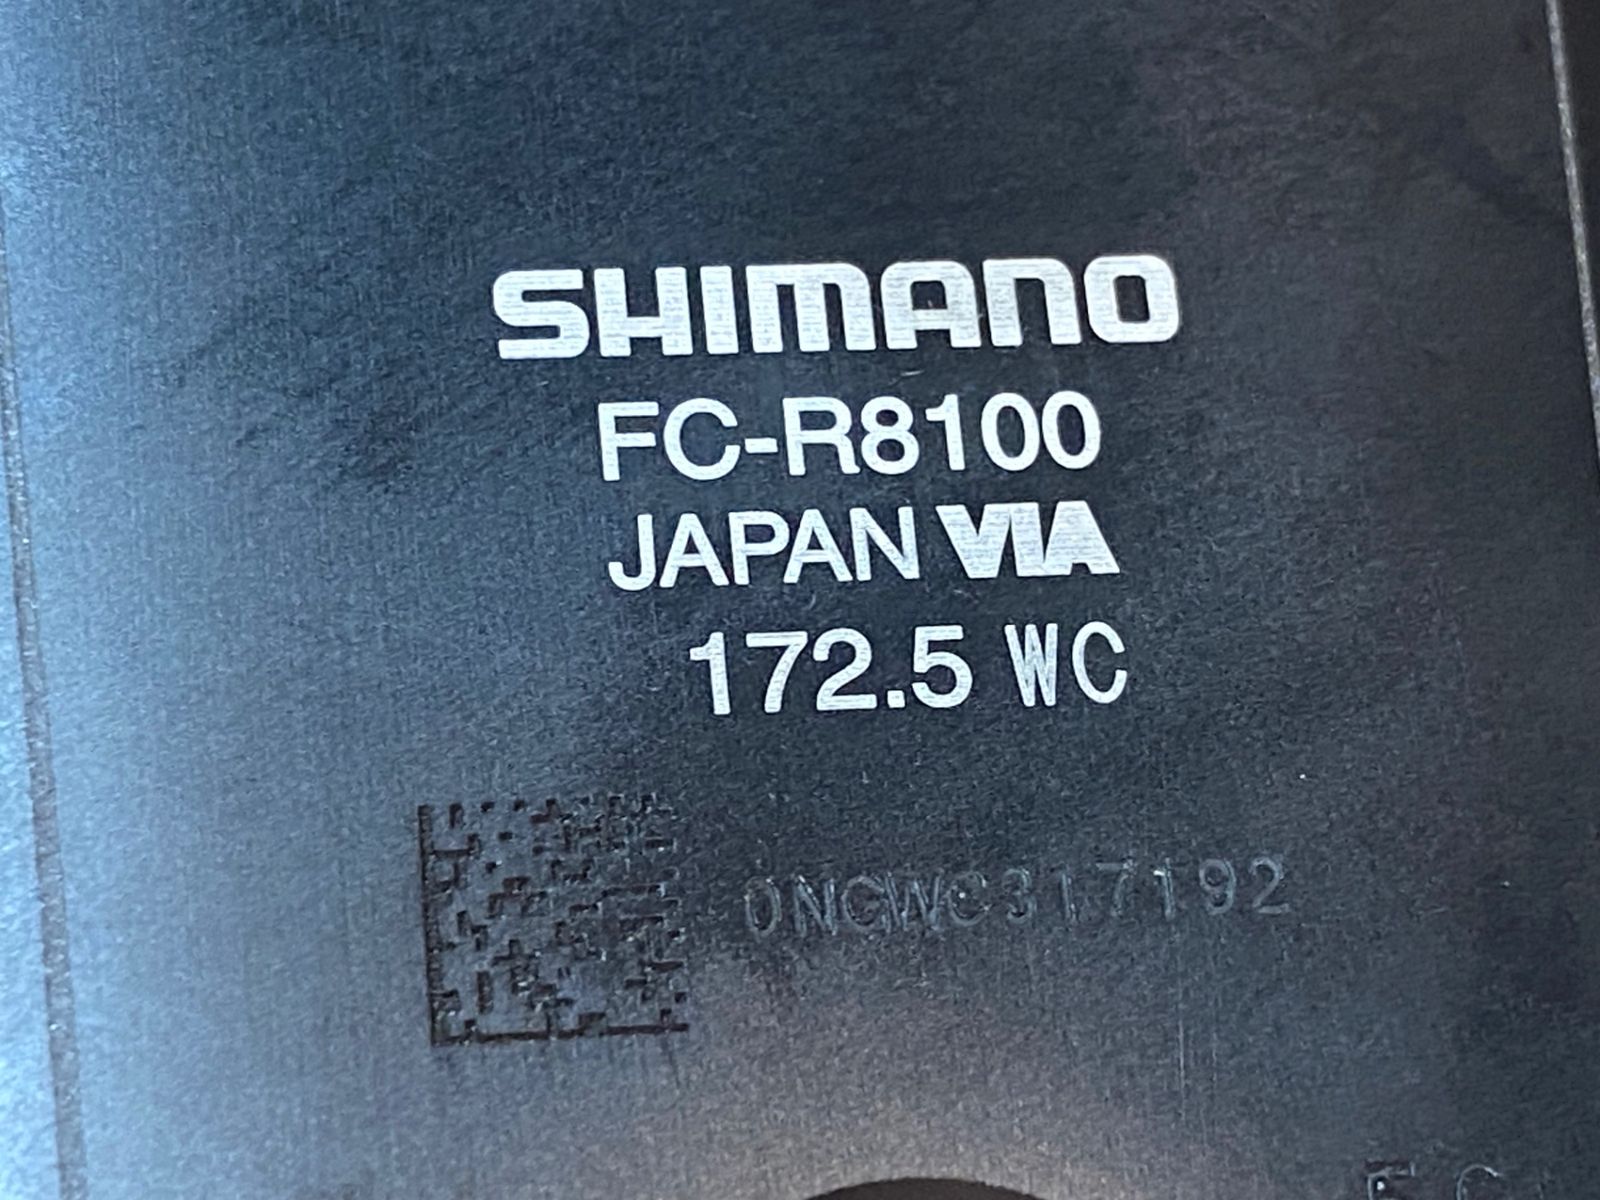 SHIMANO
FC-R8100
JAPAN VIA
172.5 WC
0NGWC317192